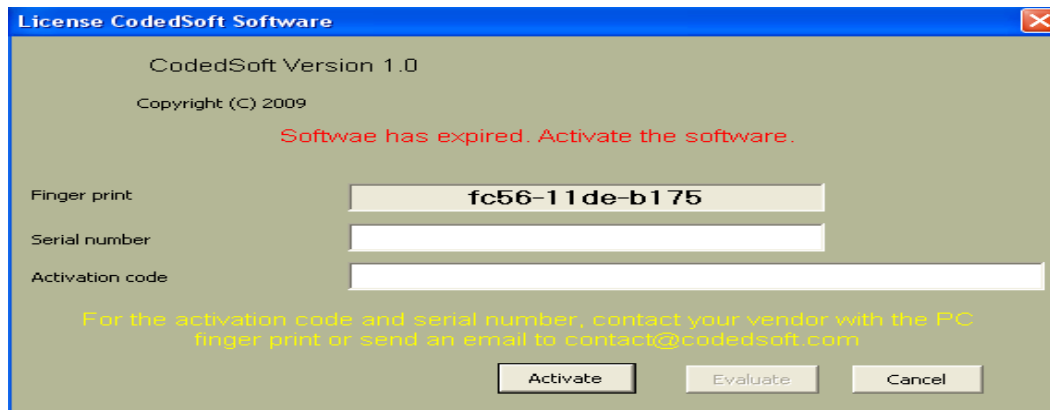 License CodedSoft Software
CodedSoft Version 1.0
Copyright (C) 2009
Softwae has expired. Activate the software.
Finger print
fc56-11de-b175
Serial number
Activation code
For the activation code and serial number, contact your vendor with the PC
finger print or send an email to contact@codedsoft.com
Activate
Evaluate
Cancel